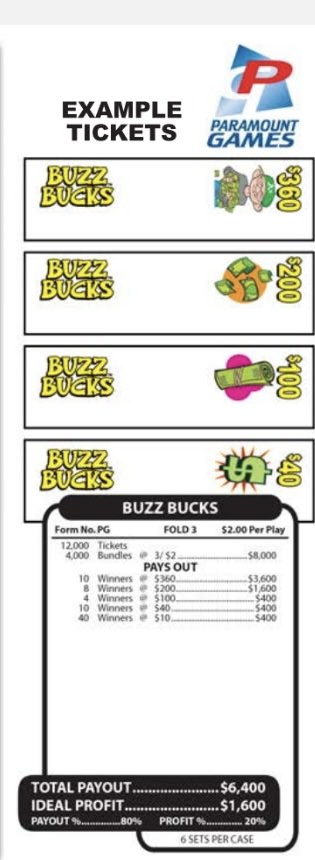 EXAMPLE
TICKETS
PARAMOUNT
GAMES
BUZZ
BUCKS
$360
BUZZ
BUCKS
$200
BUZZ
BUCKS
$100
BUZZ
BUCKS
$40
BUZZ BUCKS
Form No. PG FOLD 3 $2.00 Per Play
12,000 Tickets
4,000 Bundles @ 3/ $2..........................$8,000
PAYS OUT
10 Winners @ $360..........................$3,600
8 Winners @ $200..........................$1,600
4 Winners @ $100..........................$400
10 Winners @ $40..........................$400
40 Winners @ $10..........................$400
TOTAL PAYOUT.......................$6,400
IDEAL PROFIT.........................$1,600
PAYOUT %.............80% PROFIT %............. 20%
6 SETS PER CASE